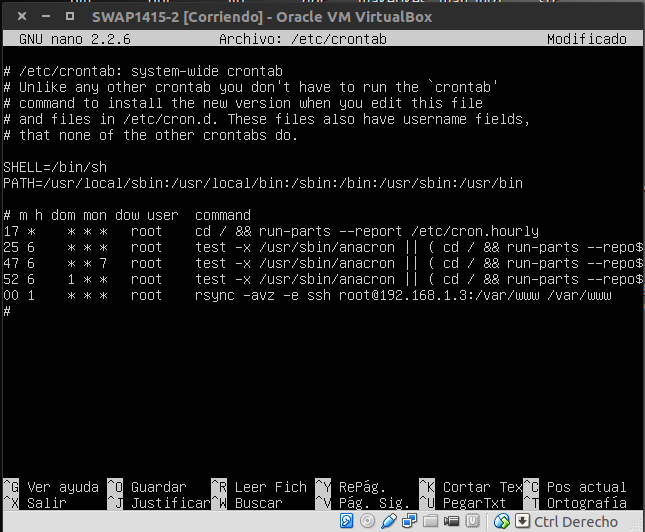 SWAP1415-2 [Corriendo] - Oracle VM VirtualBox
GNU nano 2.2.6 Archivo: /etc/crontab Modificado
# /etc/crontab: system-wide crontab
# Unlike any other crontab you don't have to run the `crontab'
# command to install the new version when you edit this file
# and files in /etc/cron.d. These files also have username fields,
# that none of the other crontabs do.
SHELL=/bin/sh
PATH=/usr/local/sbin:/usr/local/bin:/sbin:/bin:/usr/sbin:/usr/bin
# m h dom mon dow user command
17 * * * * root cd / && run-parts --report /etc/cron.hourly
25 6 * * * root test -x /usr/sbin/anacron || ( cd / && run-parts --repo$
47 6 * * 7 root test -x /usr/sbin/anacron || ( cd / && run-parts --repo$
52 6 1 * * root test -x /usr/sbin/anacron || ( cd / && run-parts --repo$
00 1 * * * root rsync -avz -e ssh root@192.168.1.3:/var/www /var/www
#
^G Ver ayuda ^O Guardar ^R Leer Fich ^Y RePág. ^K Cortar Tex ^C Pos actual
^X Salir ^J Justificar ^W Buscar ^V Pág. Sig. ^U PegarTxt ^T Ortografía
Ctrl Derecho